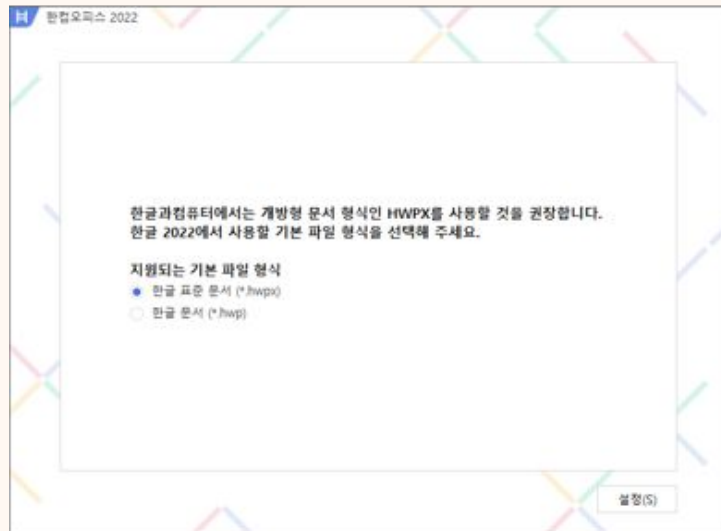 한컴오피스 2022
한글과컴퓨터에서는 개방형 문서 형식인 HWPX를 사용할 것을 권장합니다.
한글 2022에서 사용할 기본 파일 형식을 선택해 주세요.
지원되는 기본 파일 형식
한글 표준 문서 (*.hwpx)
한글 문서 (*.hwp)
설정(S)